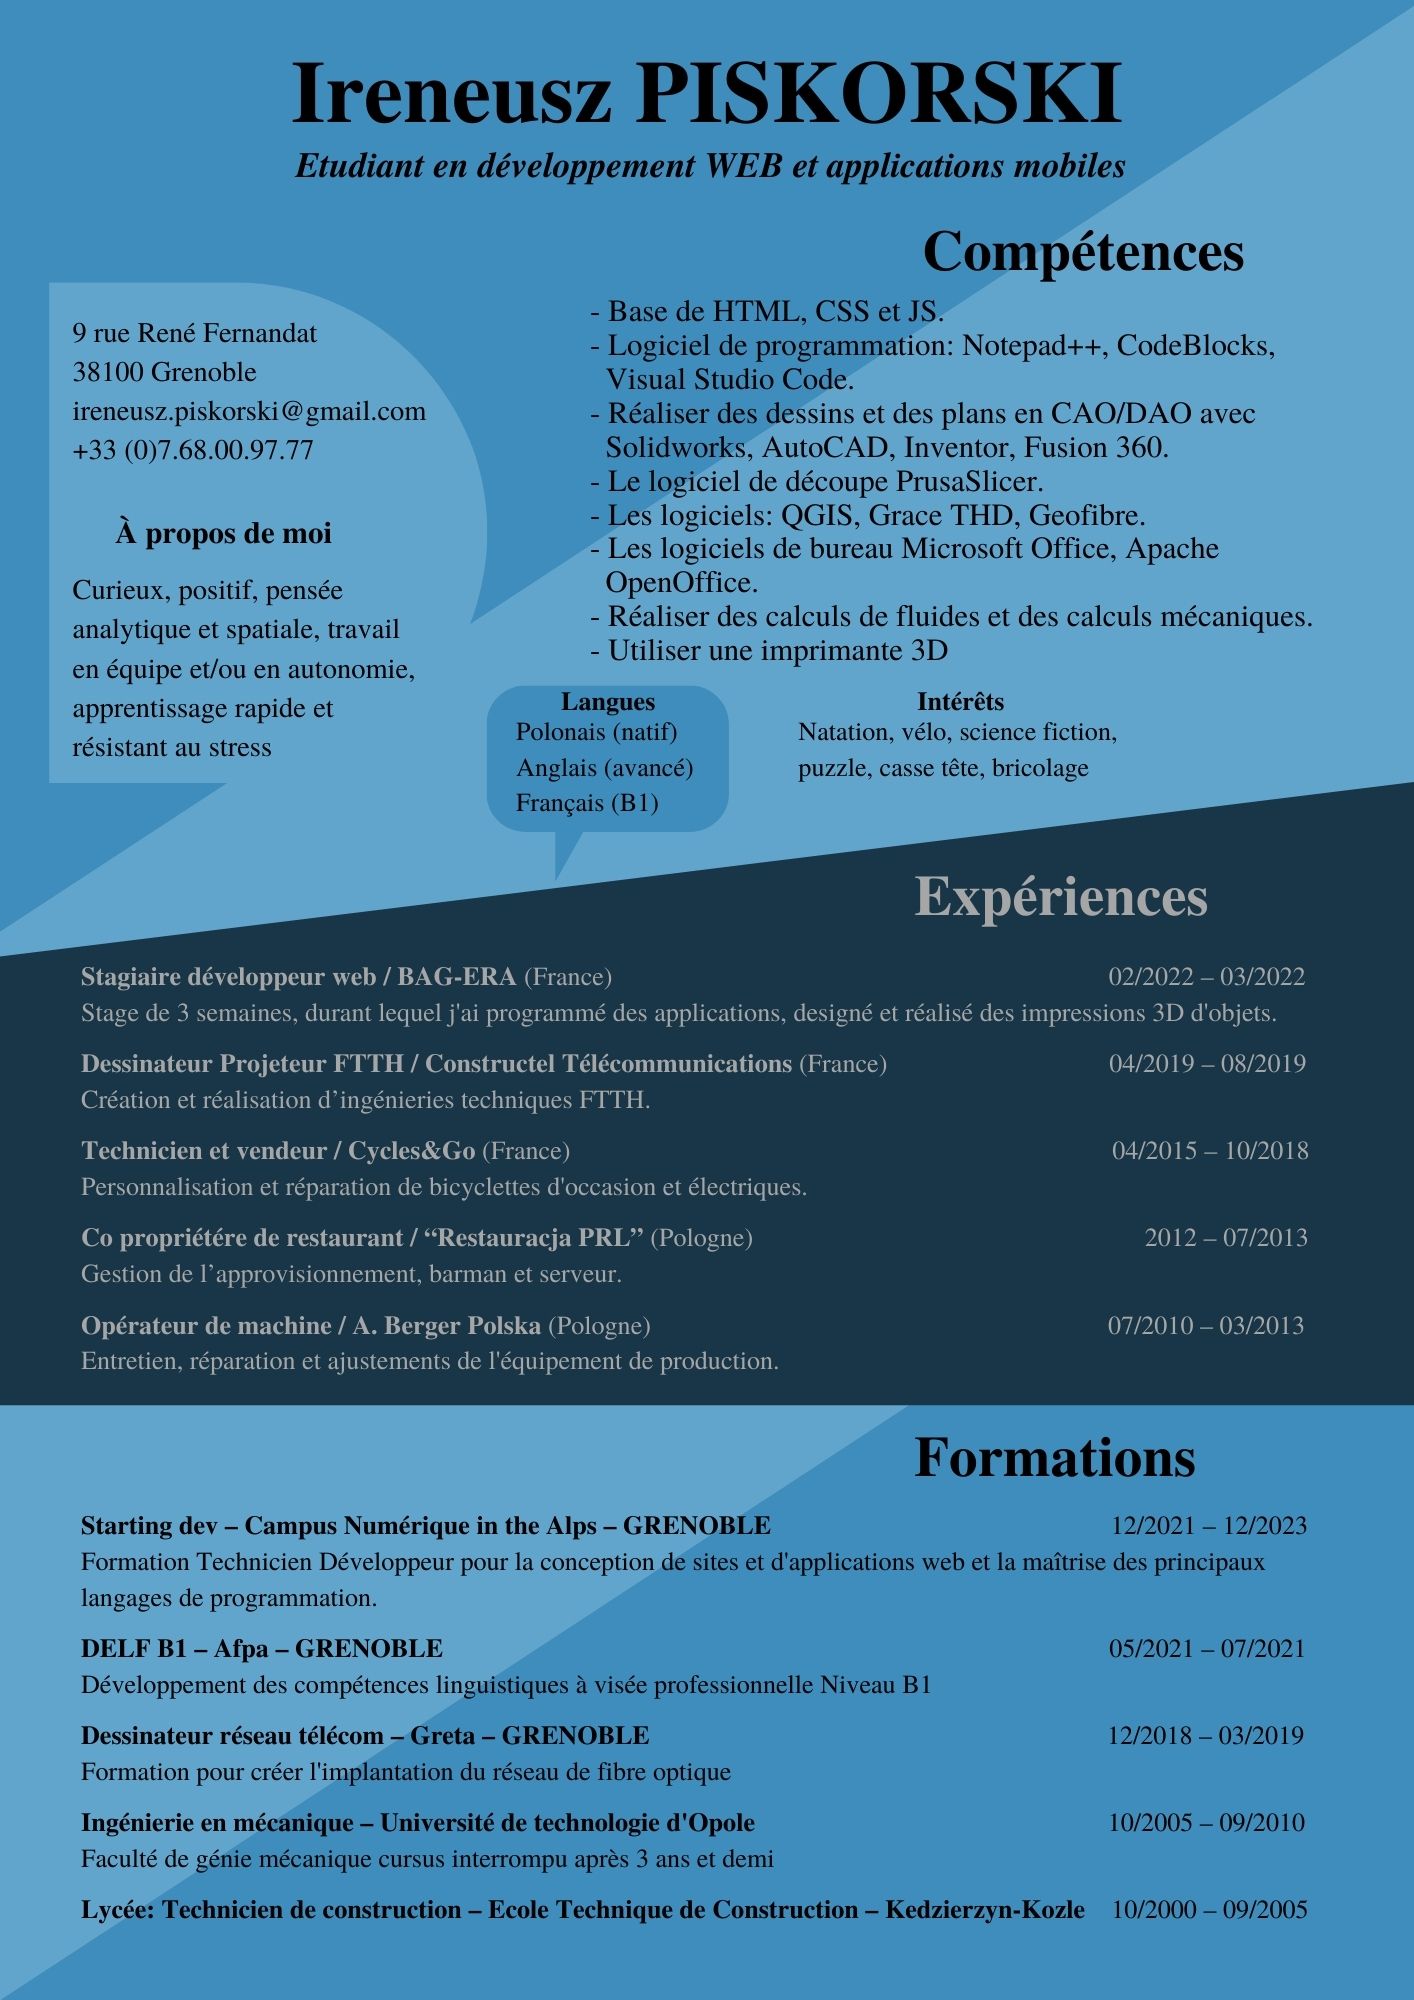 Ireneusz PISKORSKI
Etudiant en développement WEB et applications mobiles
9 rue René Fernandat
38100 Grenoble
ireneusz.piskorski@gmail.com
+33 (0)7.68.00.97.77
À propos de moi
Curieux, positif, pensée
analytique et spatiale, travail
en équipe et/ou en autonomie,
apprentissage rapide et
résistant au stress
Compétences
- Base de HTML, CSS et JS.
- Logiciel de programmation: Notepad++, CodeBlocks,
Visual Studio Code.
- Réaliser des dessins et des plans en CAO/DAO avec
Solidworks, AutoCAD, Inventor, Fusion 360.
- Le logiciel de découpe PrusaSlicer.
- Les logiciels: QGIS, Grace THD, Geofibre.
- Les logiciels de bureau Microsoft Office, Apache
OpenOffice.
- Réaliser des calculs de fluides et des calculs mécaniques.
- Utiliser une imprimante 3D
Langues
Polonais (natif)
Anglais (avancé)
Français (B1)
Intérêts
Natation, vélo, science fiction,
puzzle, casse tête, bricolage
Expériences
Stagiaire développeur web / BAG-ERA (France) 02/2022 – 03/2022
Stage de 3 semaines, durant lequel j'ai programmé des applications, designé et réalisé des impressions 3D d'objets.
Dessinateur Projeteur FTTH / Constructel Télécommunications (France) 04/2019 – 08/2019
Création et réalisation d’ingénieries techniques FTTH.
Technicien et vendeur / Cycles&Go (France) 04/2015 – 10/2018
Personnalisation et réparation de bicyclettes d'occasion et électriques.
Co propriétére de restaurant / “Restauracja PRL” (Pologne) 2012 – 07/2013
Gestion de l’approvisionnement, barman et serveur.
Opérateur de machine / A. Berger Polska (Pologne) 07/2010 – 03/2013
Entretien, réparation et ajustements de l'équipement de production.
Formations
Starting dev – Campus Numérique in the Alps – GRENOBLE 12/2021 – 12/2023
Formation Technicien Développeur pour la conception de sites et d'applications web et la maîtrise des principaux
langages de programmation.
DELF B1 – Afpa – GRENOBLE 05/2021 – 07/2021
Développement des compétences linguistiques à visée professionnelle Niveau B1
Dessinateur réseau télécom – Greta – GRENOBLE 12/2018 – 03/2019
Formation pour créer l'implantation du réseau de fibre optique
Ingénierie en mécanique – Université de technologie d'Opole 10/2005 – 09/2010
Faculté de génie mécanique cursus interrompu après 3 ans et demi
Lycée: Technicien de construction – Ecole Technique de Construction – Kedzierzyn-Kozle 10/2000 – 09/2005